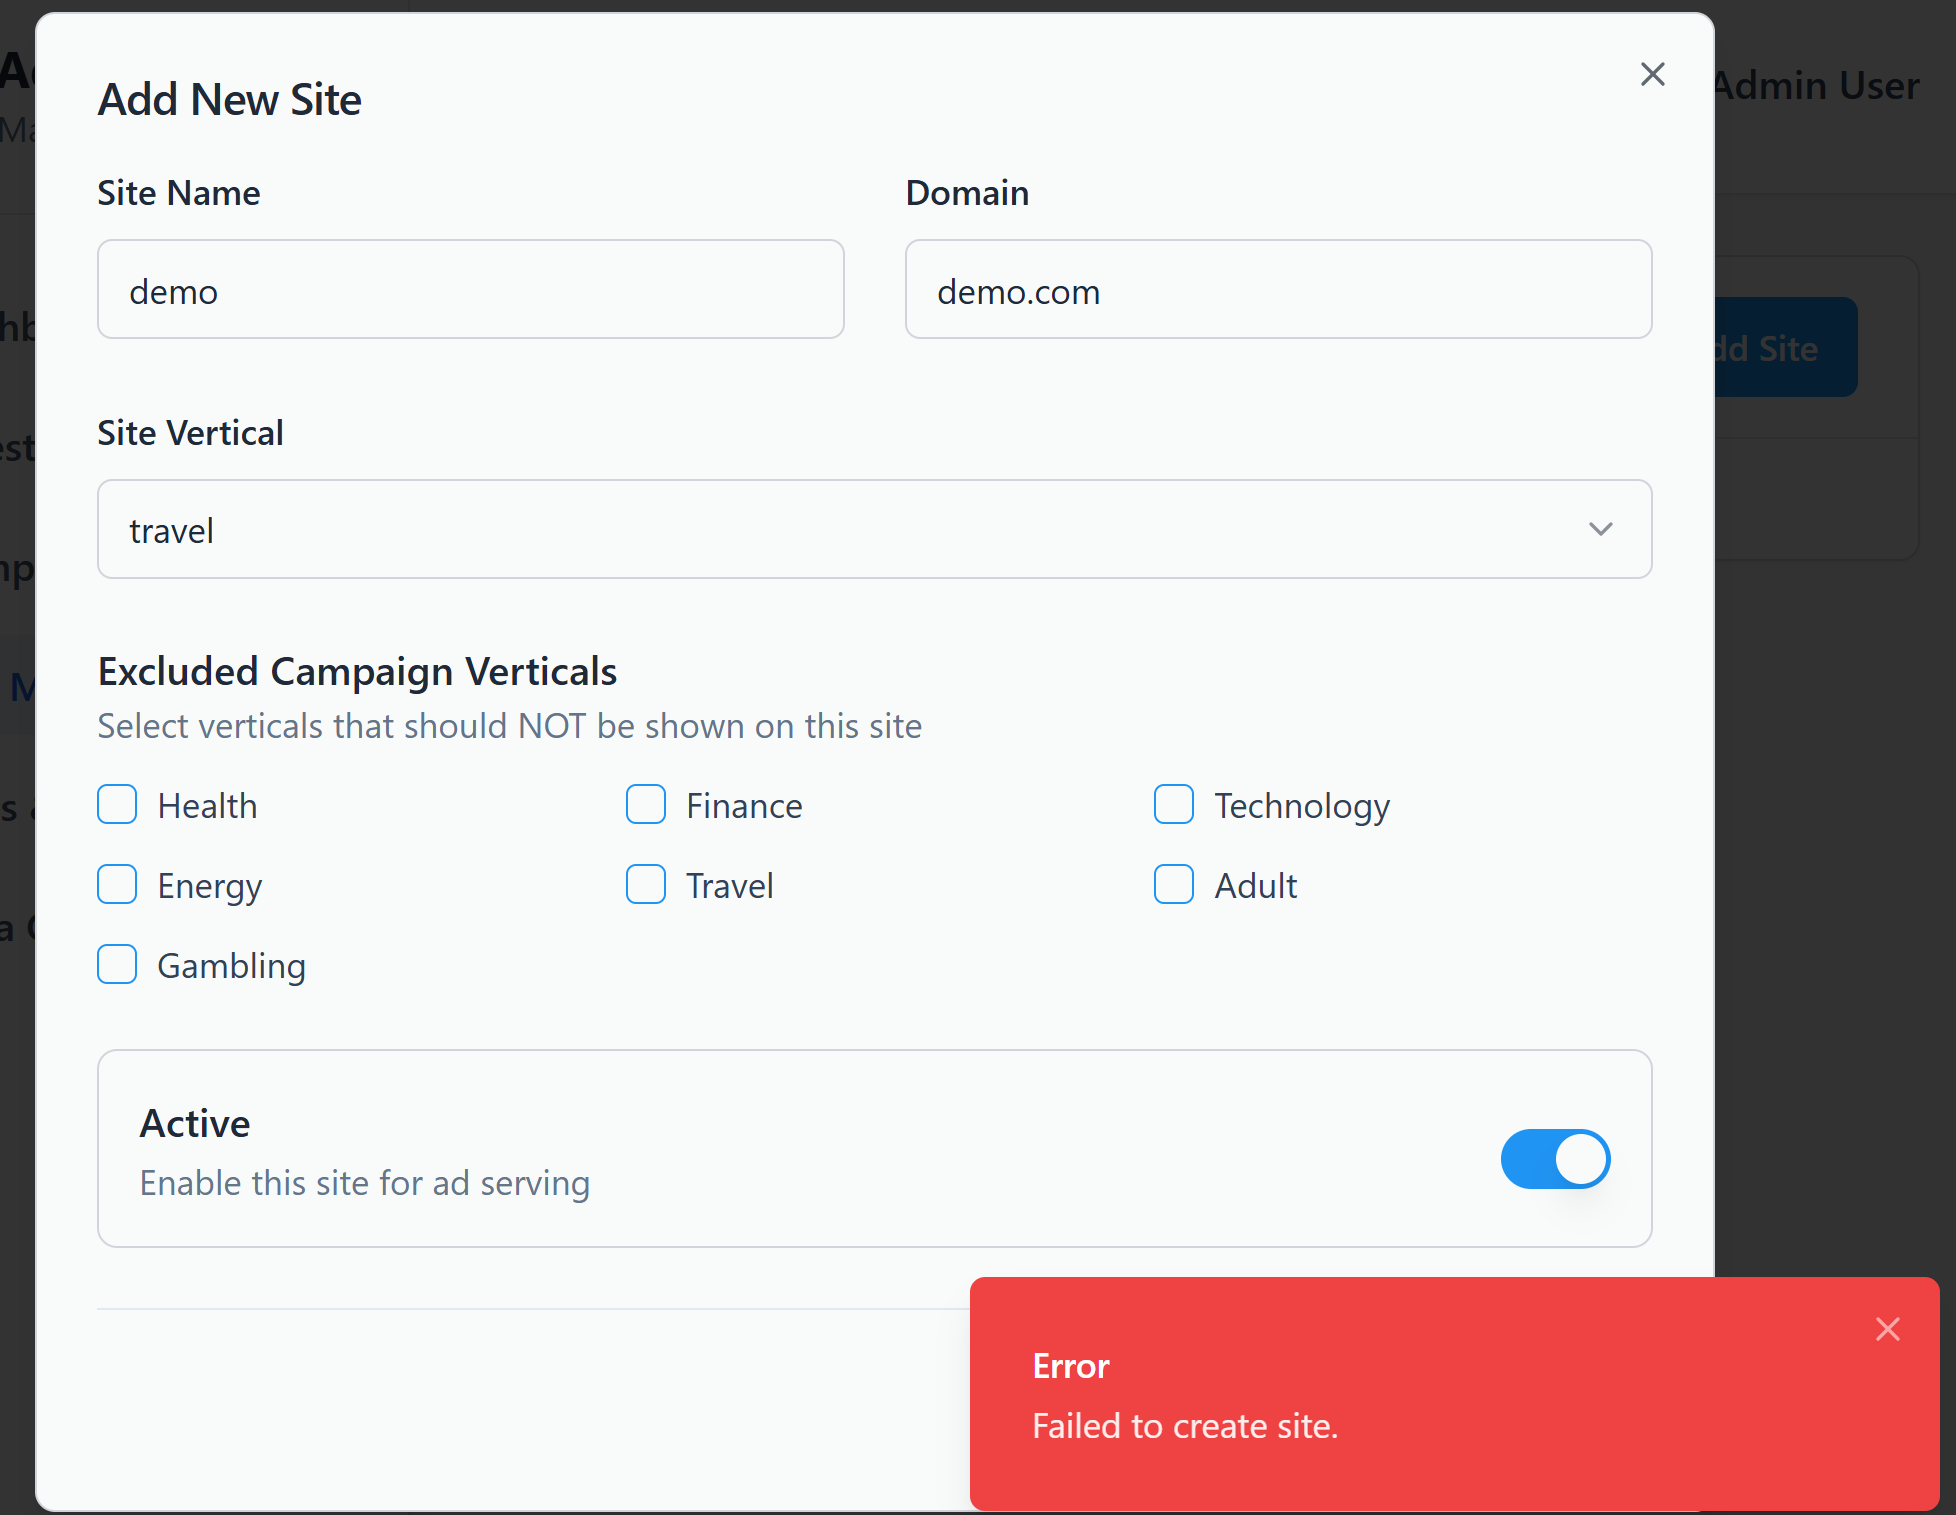 Add New Site
Admin User
Site Name
Domain
demo
demo.com
dd Site
Site Vertical
travel
Excluded Campaign Verticals
Select verticals that should NOT be shown on this site
Health
Finance
Technology
Energy
Travel
Adult
Gambling
Active
Enable this site for ad serving
Error
Failed to create site.